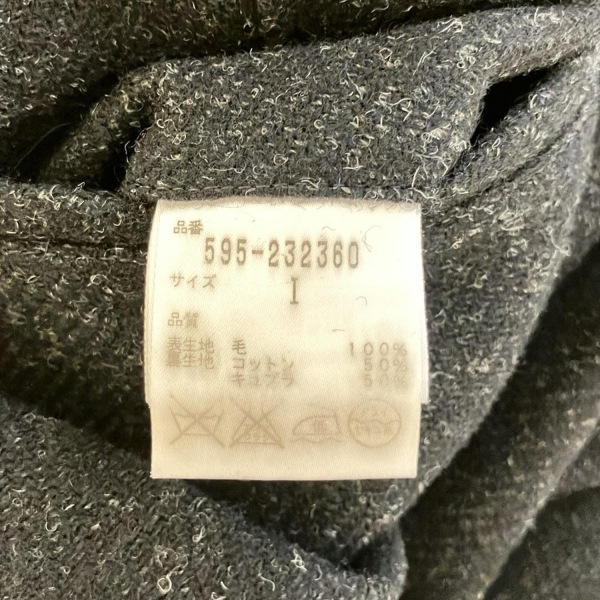 品番
595-232360
サイズ I
品質
表生地 毛 100%
裏生地 コットン 50%
キュプラ 50%
低